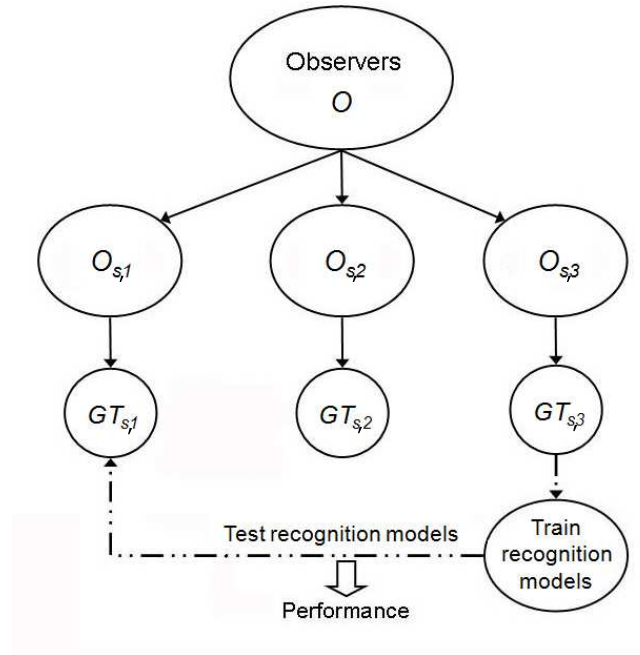 Observers
O
Os,1
Os,2
Os,3
GTs,1
GTs,2
GTs,3
Test recognition models
Train
recognition
models
Performance